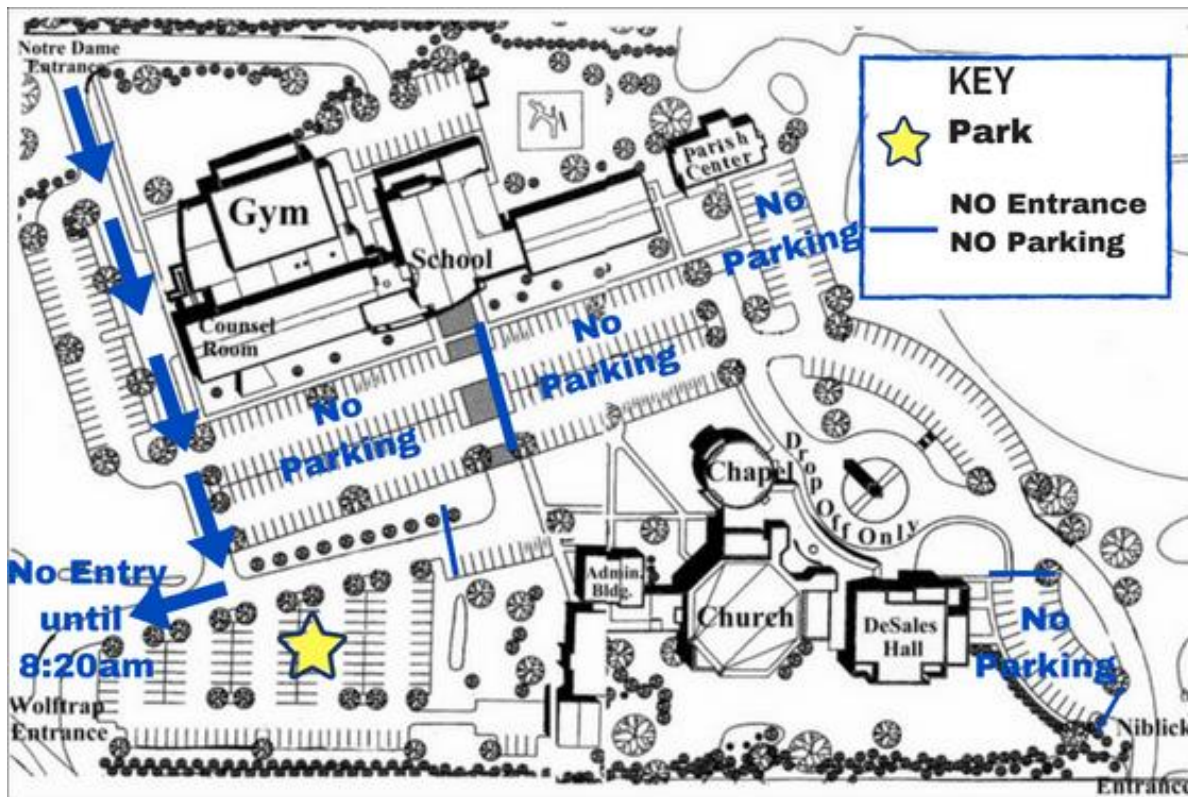 Notre Dame
Entrance
KEY
Park
NO Entrance
NO Parking
Parish
Center
No
Parking
Gym
School
Counsel
Room
No
Parking
No
Parking
Chapel
Drop Off Only
No Entry
until
8:20am
Admin.
Bldg.
Church
DeSales
Hall
No
Parking
Wolftrap
Entrance
Niblick
Entrance